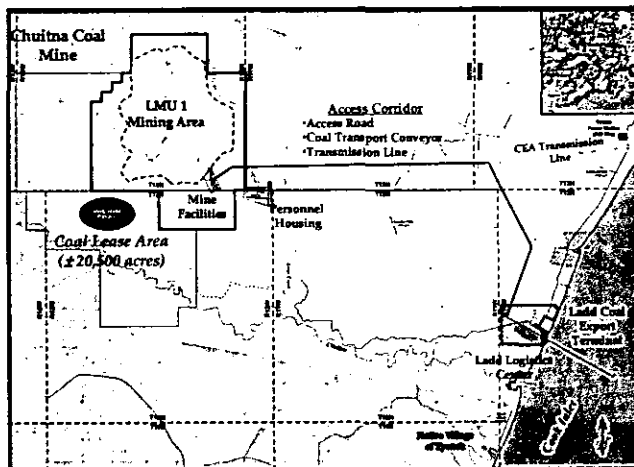 Chuitna Coal
Mine
LMU 1
Mining Area
Access Corridor
•Access Road
•Coal Transport Conveyor
•Transmission Line
CEA Transmission
Line
Mine
Facilities
Personnel
Housing
Coal Lease Area
(±20,500 acres)
Ladd Coal
Export
Terminal
Ladd Logistics
Center
Native Village
of Tyonek
Cook Inlet